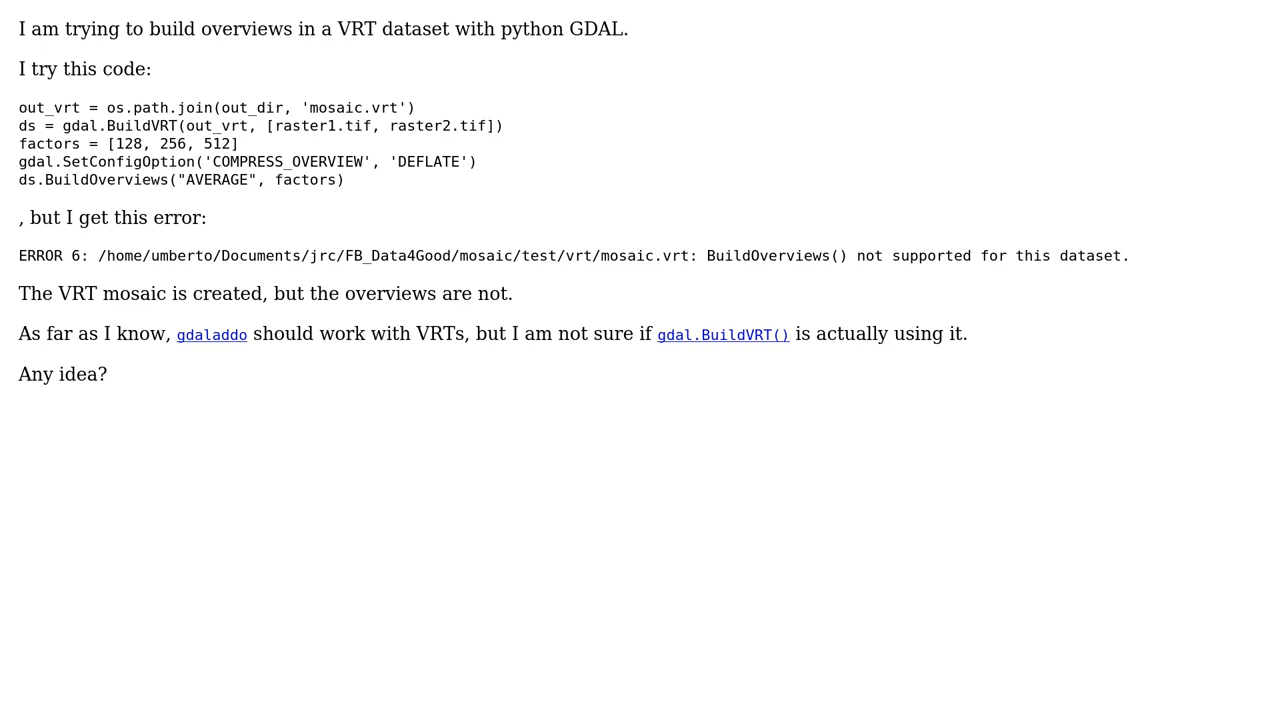 I am trying to build overviews in a VRT dataset with python GDAL.
I try this code:
out_vrt = os.path.join(out_dir, 'mosaic.vrt')
ds = gdal.BuildVRT(out_vrt, [raster1.tif, raster2.tif])
factors = [128, 256, 512]
gdal.SetConfigOption('COMPRESS_OVERVIEW', 'DEFLATE')
ds.BuildOverviews("AVERAGE", factors)
, but I get this error:
ERROR 6: /home/umberto/Documents/jrc/FB_Data4Good/mosaic/test/vrt/mosaic.vrt: BuildOverviews() not supported for this dataset.
The VRT mosaic is created, but the overviews are not.
As far as I know, gdaladdo should work with VRTs, but I am not sure if gdal.BuildVRT() is actually using it.
Any idea?